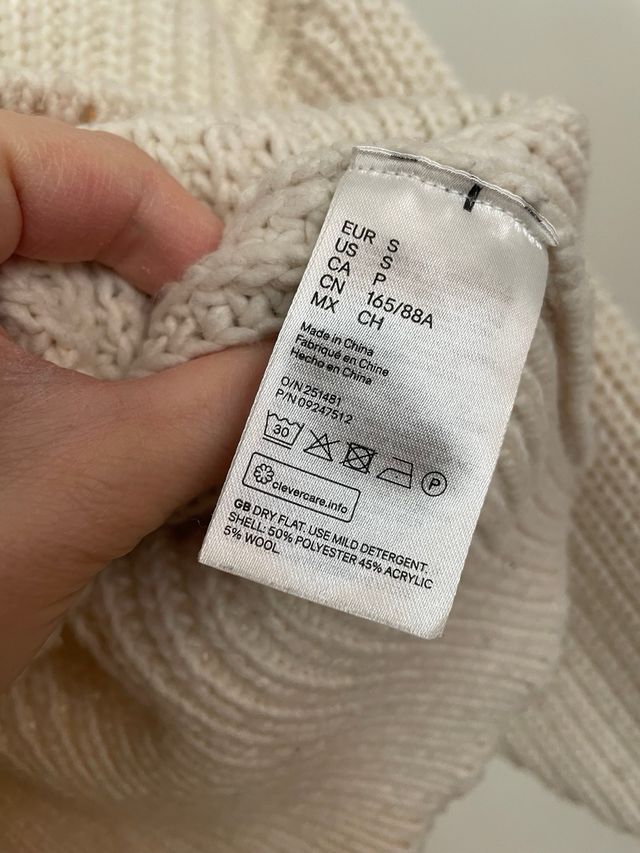 EUR S
US S
CA P
CN 165/88A
MX CH
Made in China
Fabriqué en Chine
Hecho en China
O/N 251481
P/N 09247512
30 P
clevercare.info
GB DRY FLAT. USE MILD DETERGENT.
SHELL: 50% POLYESTER 45% ACRYLIC
5% WOOL.